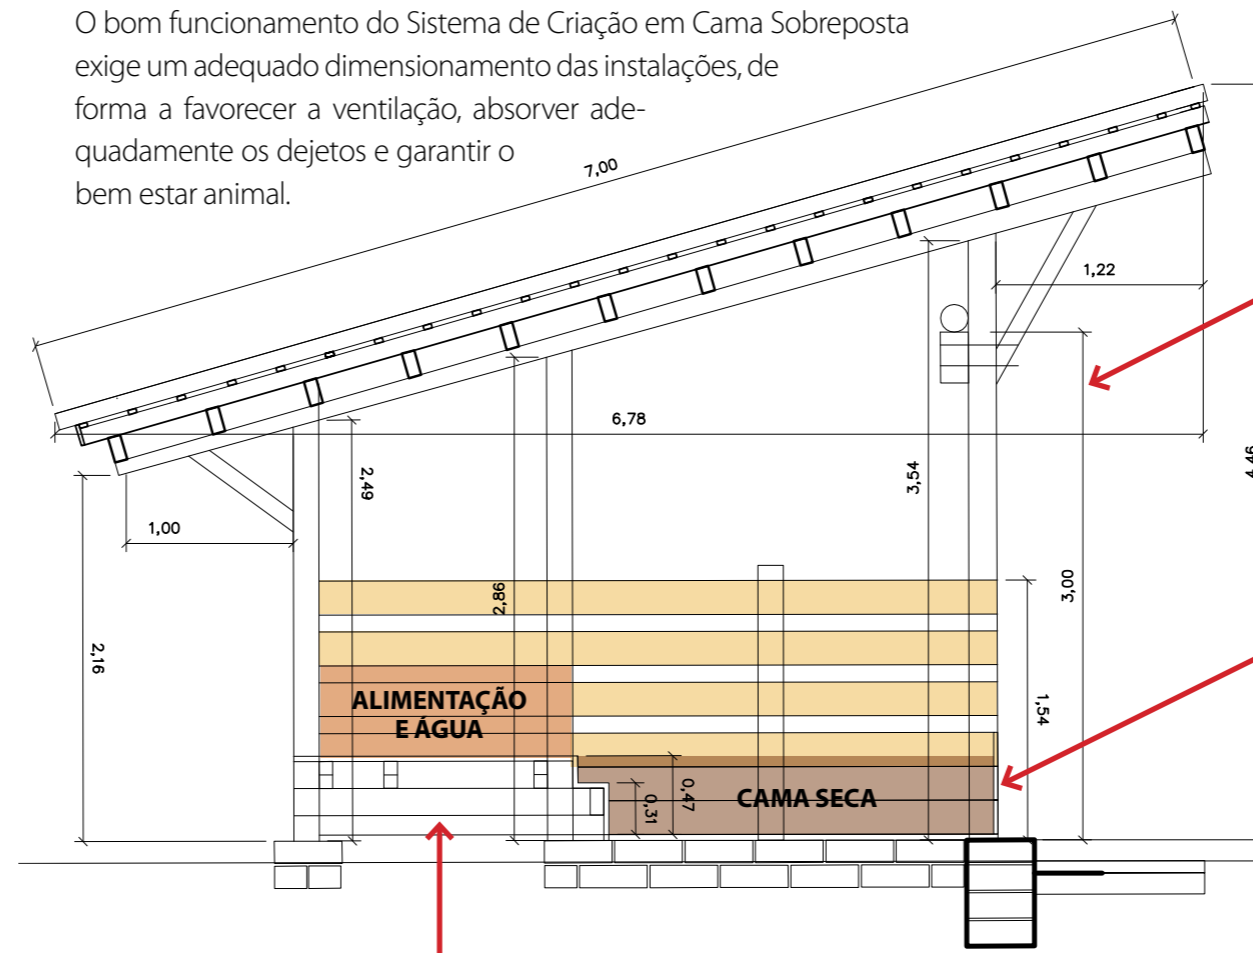 O bom funcionamento do Sistema de Criação em Cama Sobreposta
exige um adequado dimensionamento das instalações, de
forma a favorecer a ventilação, absorver ade-
quadamente os dejetos e garantir o
bem estar animal.
7,00
1,22
6,78
2,49
3,54
4,46
1,00
2,86
3,00
2,16
1,54
ALIMENTAÇÃO
E ÁGUA
0,47
0,31
CAMA SECA